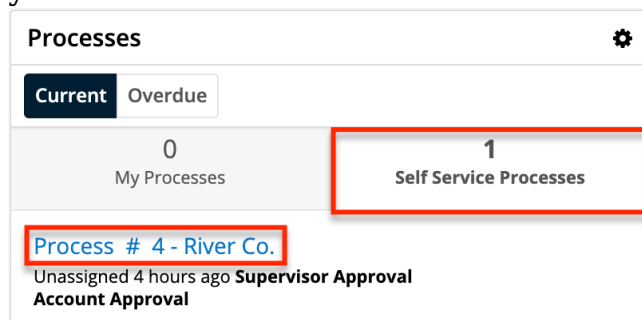 Processes
Current Overdue
0 1
My Processes Self Service Processes
Process # 4 - River Co.
Unassigned 4 hours ago Supervisor Approval
Account Approval